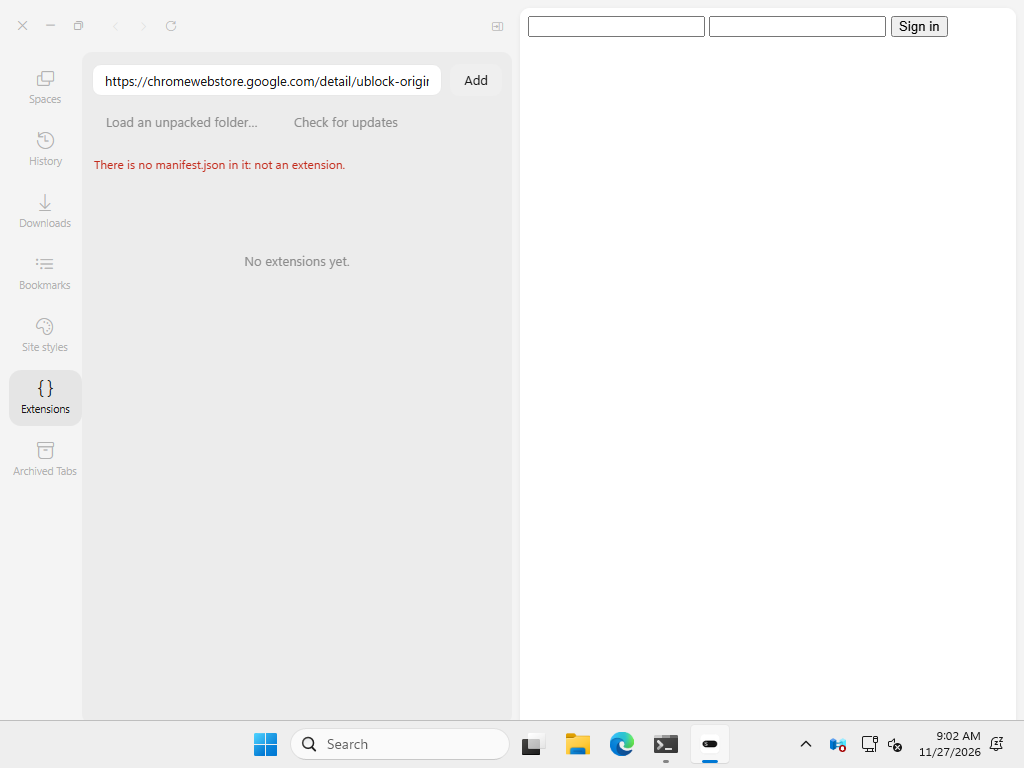 Sign in
Spaces
https://chromewebstore.google.com/detail/ublock-origin
Add
Load an unpacked folder...
Check for updates
History
There is no manifest.json in it: not an extension.
Downloads
No extensions yet.
Bookmarks
Site styles
{ }
Extensions
Archived Tabs
Search
9:02 AM
11/27/2026